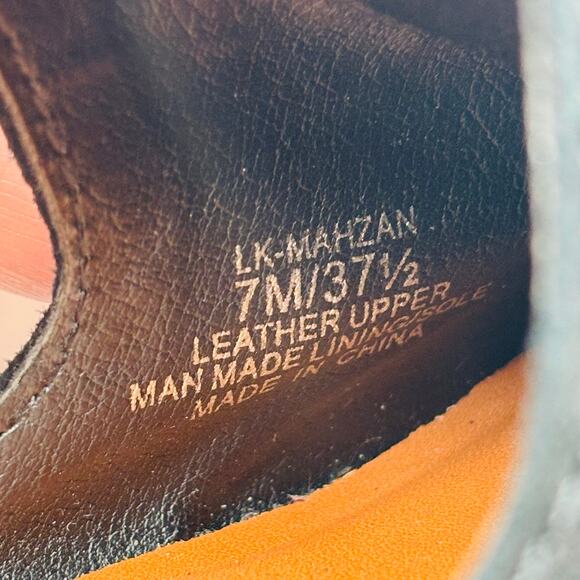 LK-MAHZAN
7M/37½
LEATHER UPPER
MAN MADE LINING/SOLE
MADE IN CHINA